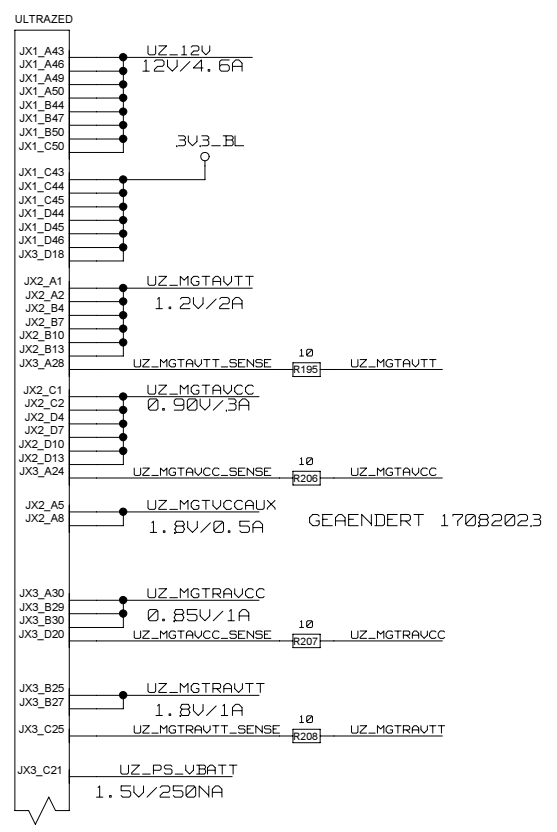 ULTRAZED
JX1_A43 UZ_12V
JX1_A46 12V/4.6A
JX1_A49
JX1_A50
JX1_B44
JX1_B47
JX1_B50
JX1_C50
3V3_BL
JX1_C43
JX1_C44
JX1_C45
JX1_D44
JX1_D45
JX1_D46
JX3_D18
JX2_A1 UZ_MGTAVTT
JX2_A2 1.2V/2A
JX2_B4
JX2_B7
JX2_B10
JX2_B13
10
JX3_A28 UZ_MGTAVTT_SENSE R195 UZ_MGTAVTT
JX2_C1 UZ_MGTAVCC
JX2_C2 0.90V/3A
JX2_D4
JX2_D7
JX2_D10
JX2_D13
10
JX3_A24 UZ_MGTAVCC_SENSE R206 UZ_MGTAVCC
JX2_A5 UZ_MGTVCCAUX
JX2_A8 1.8V/0.5A GEAENDERT 17082023
JX3_A30 UZ_MGTRAVCC
JX3_B29 0.85V/1A
JX3_B30
10
JX3_D20 UZ_MGTAVCC_SENSE R207 UZ_MGTRAVCC
JX3_B25 UZ_MGTRAVTT
JX3_B27 1.8V/1A
10
JX3_C25 UZ_MGTRAVTT_SENSE R208 UZ_MGTRAVTT
JX3_C21 UZ_PS_VBATT
1.5V/250NA